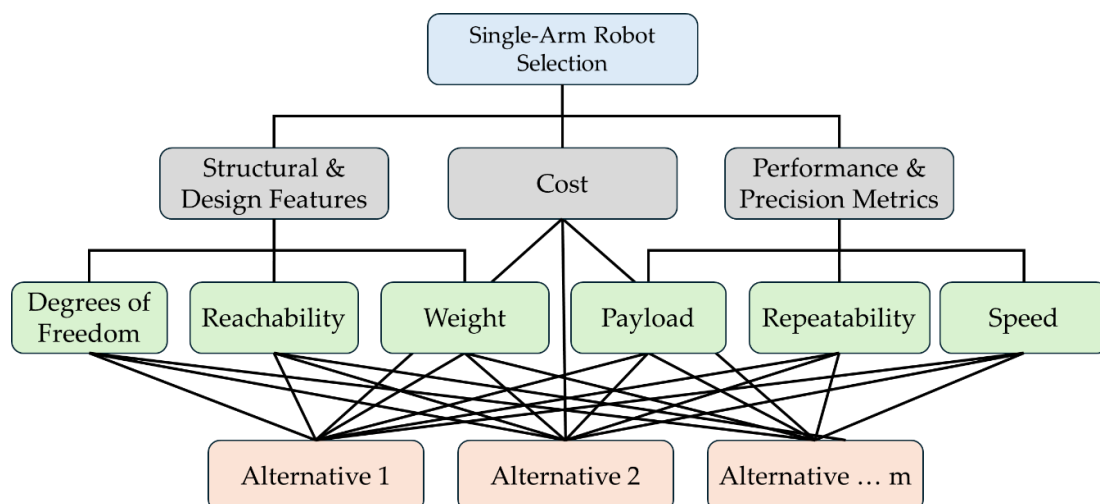 Single-Arm Robot
Selection
Structural &
Design Features
Cost
Performance &
Precision Metrics
Degrees of
Freedom
Reachability
Weight
Payload
Repeatability
Speed
Alternative 1
Alternative 2
Alternative … m